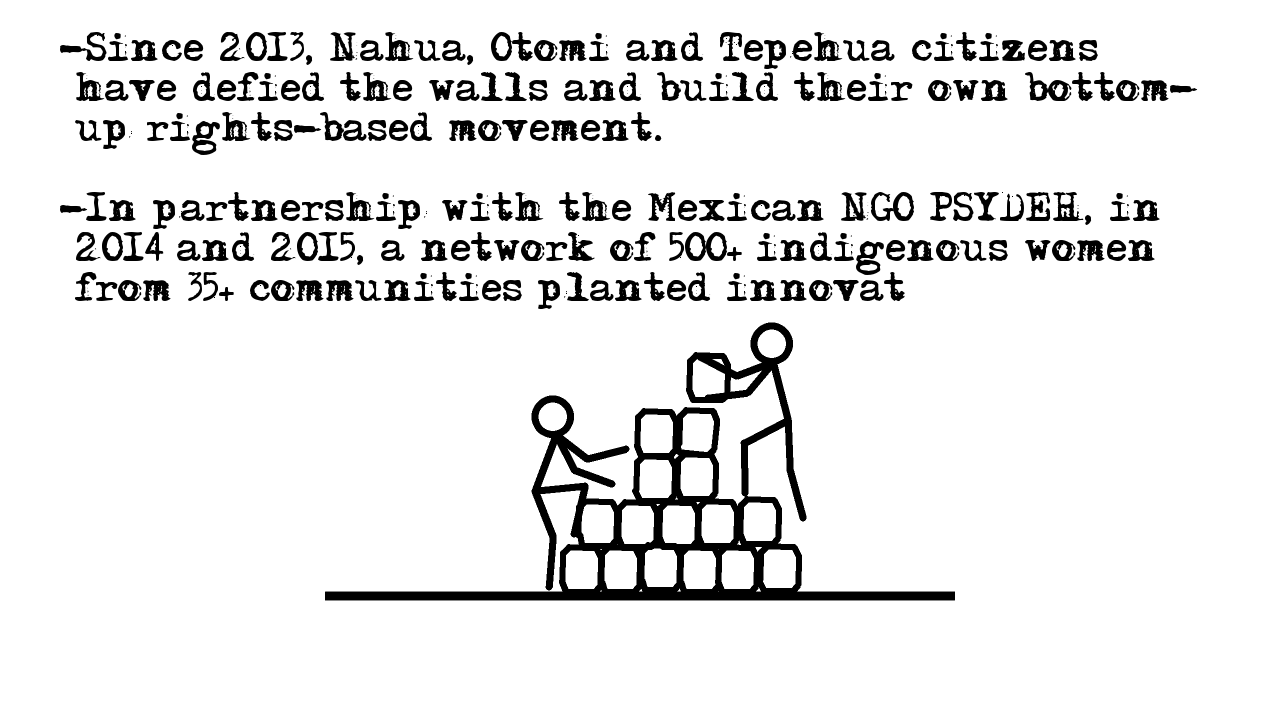 -Since 2013, Nahua, Otomi and Tepehua citizens
have defied the walls and build their own bottom-
up rights-based movement.
-In partnership with the Mexican NGO PSYDEH, in
2014 and 2015, a network of 500+ indigenous women
from 35+ communities planted innovat